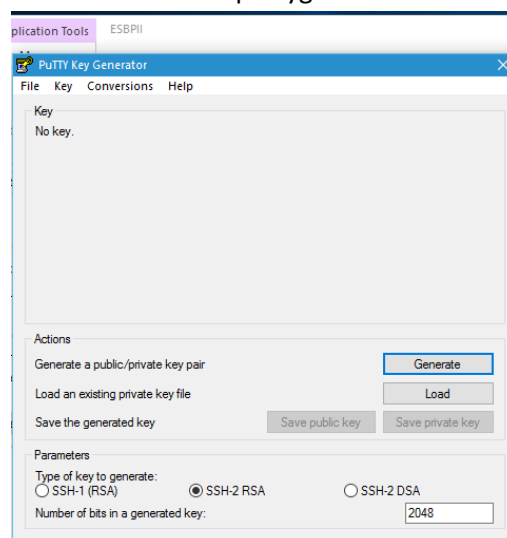 plication Tools ESBPII
PuTTY Key Generator
File Key Conversions Help
Key
No key.
Actions
Generate a public/private key pair Generate
Load an existing private key file Load
Save the generated key Save public key Save private key
Parameters
Type of key to generate:
SSH-1 (RSA) SSH-2 RSA SSH-2 DSA
Number of bits in a generated key: 2048